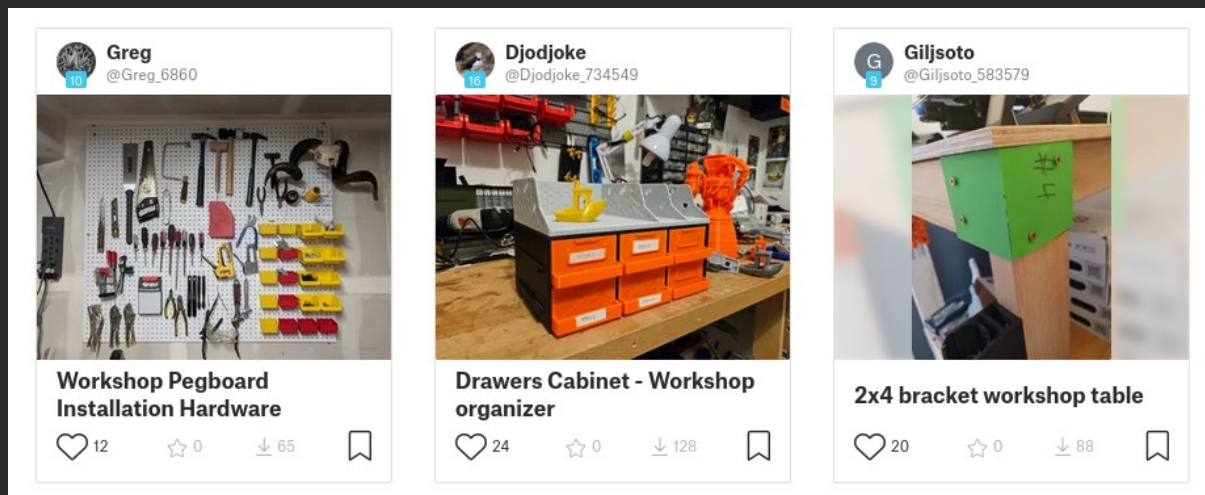 Greg
10
@Greg_6860
Workshop Pegboard
Installation Hardware
12
0
65
Djodjoke
16
@Djodjoke_734549
Drawers Cabinet - Workshop
organizer
24
0
128
G
Giljsoto
9
@Giljsoto_583579
#4
2x4 bracket workshop table
20
0
88